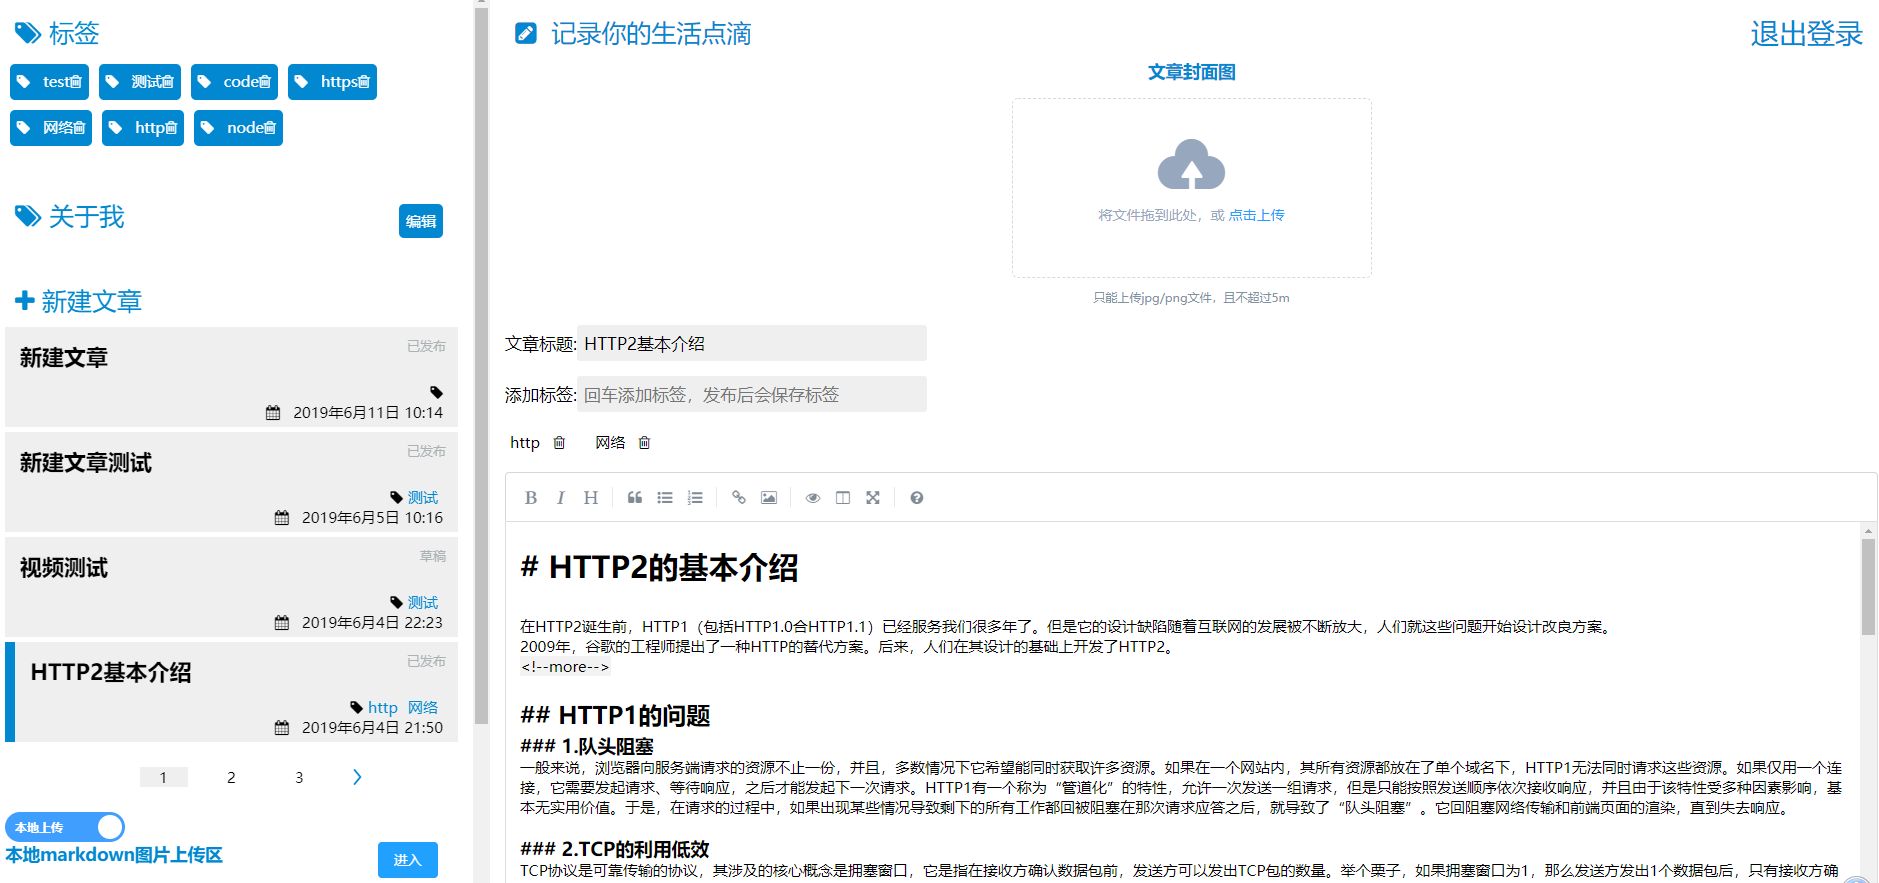 标签
test
测试
code
https
网络
http
node
关于我
编辑
新建文章
新建文章
已发布
2019年6月11日 10:14
新建文章测试
已发布
测试
2019年6月5日 10:16
视频测试
草稿
测试
2019年6月4日 22:23
HTTP2基本介绍
已发布
http 网络
2019年6月4日 21:50
1 2 3
本地上传
本地markdown图片上传区
进入
记录你的生活点滴
退出登录
文章封面图
将文件拖到此处，或 点击上传
只能上传jpg/png文件，且不超过5m
文章标题: HTTP2基本介绍
添加标签: 回车添加标签，发布后会保存标签
http 网络
B I H
# HTTP2的基本介绍
在HTTP2诞生前，HTTP1（包括HTTP1.0合HTTP1.1）已经服务我们很多年了。但是它的设计缺陷随着互联网的发展被不断放大，人们就这些问题开始设计改良方案。
2009年，谷歌的工程师提出了一种HTTP的替代方案。后来，人们在其设计的基础上开发了HTTP2。
<!--more-->
## HTTP1的问题
### 1.队头阻塞
一般来说，浏览器向服务端请求的资源不止一份，并且，多数情况下它希望能同时获取许多资源。如果在一个网站内，其所有资源都放在了单个域名下，HTTP1无法同时请求这些资源。如果仅用一个连
接，它需要发起请求、等待响应，之后才能发起下一次请求。HTTP1有一个称为“管道化”的特性，允许一次发送一组请求，但是只能按照发送顺序依次接收响应，并且由于该特性受多种因素影响，基
本无实用价值。于是，在请求的过程中，如果出现某些情况导致剩下的所有工作都回被阻塞在那次请求应答之后，就导致了“队头阻塞”。它回阻塞网络传输和前端页面的渲染，直到失去响应。
### 2.TCP的利用低效
TCP协议是可靠传输的协议，其涉及的核心概念是拥塞窗口，它是指在接收方确认数据包前，发送方可以发出TCP包的数量。举个栗子，如果拥塞窗口为1，那么发送方发出1个数据包后，只有接收方确